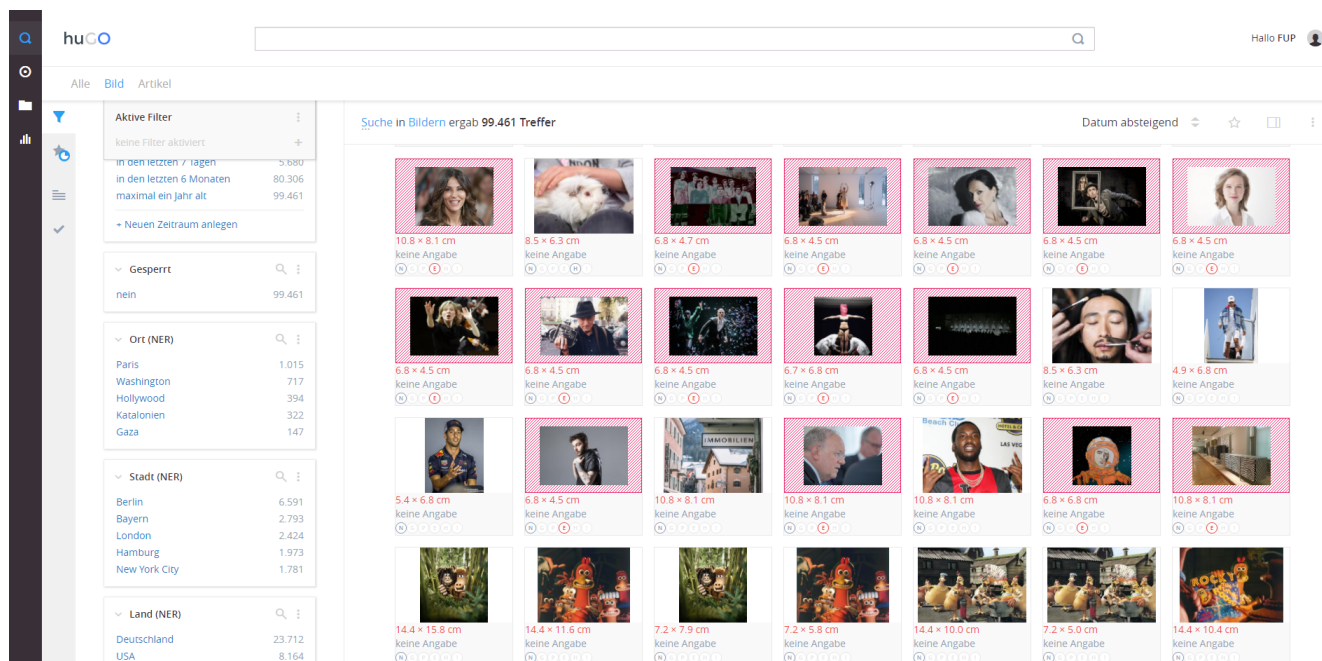 huGO
Hallo FUP
Alle Bild Artikel
Aktive Filter
keine Filter aktiviert
Suche in Bildern ergab 99.461 Treffer
Datum absteigend
in den letzten 7 Tagen 5.680
in den letzten 6 Monaten 80.306
maximal ein Jahr alt 99.461
+ Neuen Zeitraum anlegen
Gesperrt
nein 99.461
Ort (NER)
Paris 1.015
Washington 717
Hollywood 394
Katalonien 322
Gaza 147
Stadt (NER)
Berlin 6.591
Bayern 2.793
London 2.424
Hamburg 1.973
New York City 1.781
Land (NER)
Deutschland 23.712
USA 8.164
10.8 × 8.1 cm 8.5 × 6.3 cm 6.8 × 4.7 cm 6.8 × 4.5 cm 6.8 × 4.5 cm 6.8 × 4.5 cm 6.8 × 4.5 cm
keine Angabe keine Angabe keine Angabe keine Angabe keine Angabe keine Angabe keine Angabe
6.8 × 4.5 cm 6.8 × 4.5 cm 6.8 × 4.5 cm 6.7 × 6.8 cm 6.8 × 4.5 cm 8.5 × 6.3 cm 4.9 × 6.8 cm
keine Angabe keine Angabe keine Angabe keine Angabe keine Angabe keine Angabe keine Angabe
IMMOBILIEN
Beach
LAS VEG
5.4 × 6.8 cm 6.8 × 4.5 cm 10.8 × 8.1 cm 10.8 × 8.1 cm 10.8 × 8.1 cm 6.8 × 6.8 cm 10.8 × 8.1 cm
keine Angabe keine Angabe keine Angabe keine Angabe keine Angabe keine Angabe keine Angabe
ROCKY
14.4 × 15.8 cm 14.4 × 11.6 cm 7.2 × 7.9 cm 7.2 × 5.8 cm 14.4 × 10.0 cm 7.2 × 5.0 cm 14.4 × 10.4 cm
keine Angabe keine Angabe keine Angabe keine Angabe keine Angabe keine Angabe keine Angabe